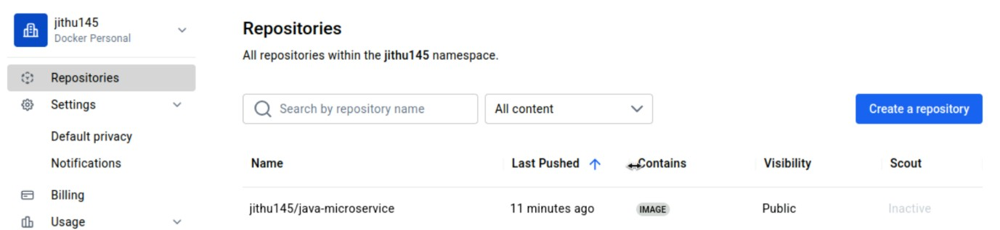 jithu145
Docker Personal
Repositories
Settings
Default privacy
Notifications
Billing
Usage
Repositories
All repositories within the jithu145 namespace.
Search by repository name
All content
Create a repository
Name Last Pushed Contains Visibility Scout
jithu145/java-microservice 11 minutes ago IMAGE Public Inactive